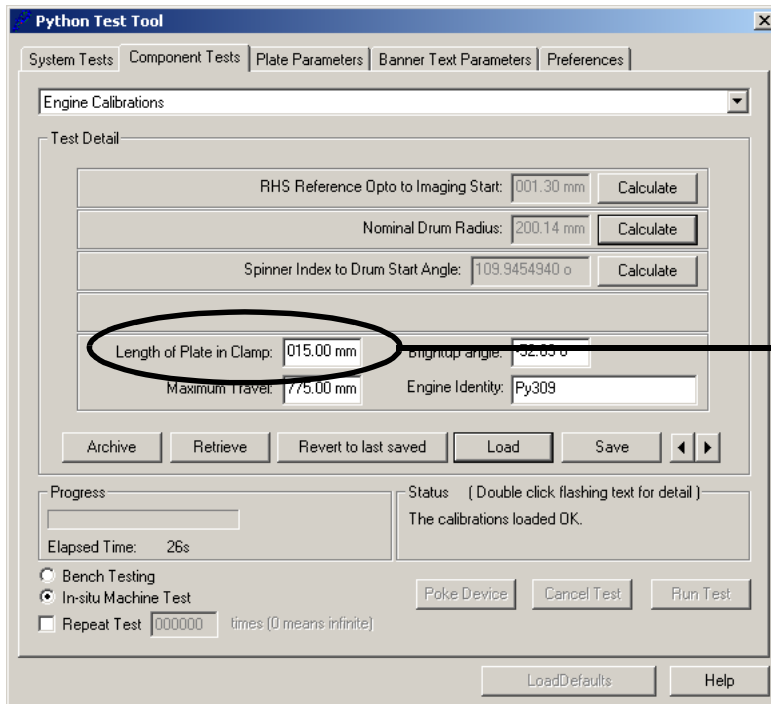 Python Test Tool
System Tests Component Tests Plate Parameters Banner Text Parameters Preferences
Engine Calibrations
Test Detail
RHS Reference Opto to Imaging Start: 001.30 mm Calculate
Nominal Drum Radius: 200.14 mm Calculate
Spinner Index to Drum Start Angle: 109.9454940 o Calculate
Length of Plate in Clamp: 015.00 mm Brightup angle:
Maximum Travel: 775.00 mm Engine Identity: Py309
Archive Retrieve Revert to last saved Load Save
Progress
Elapsed Time: 26s
Status ( Double click flashing text for detail )
The calibrations loaded OK.
Bench Testing
In-situ Machine Test
Repeat Test 000000 times (0 means infinite)
Poke Device Cancel Test Run Test
LoadDefaults Help